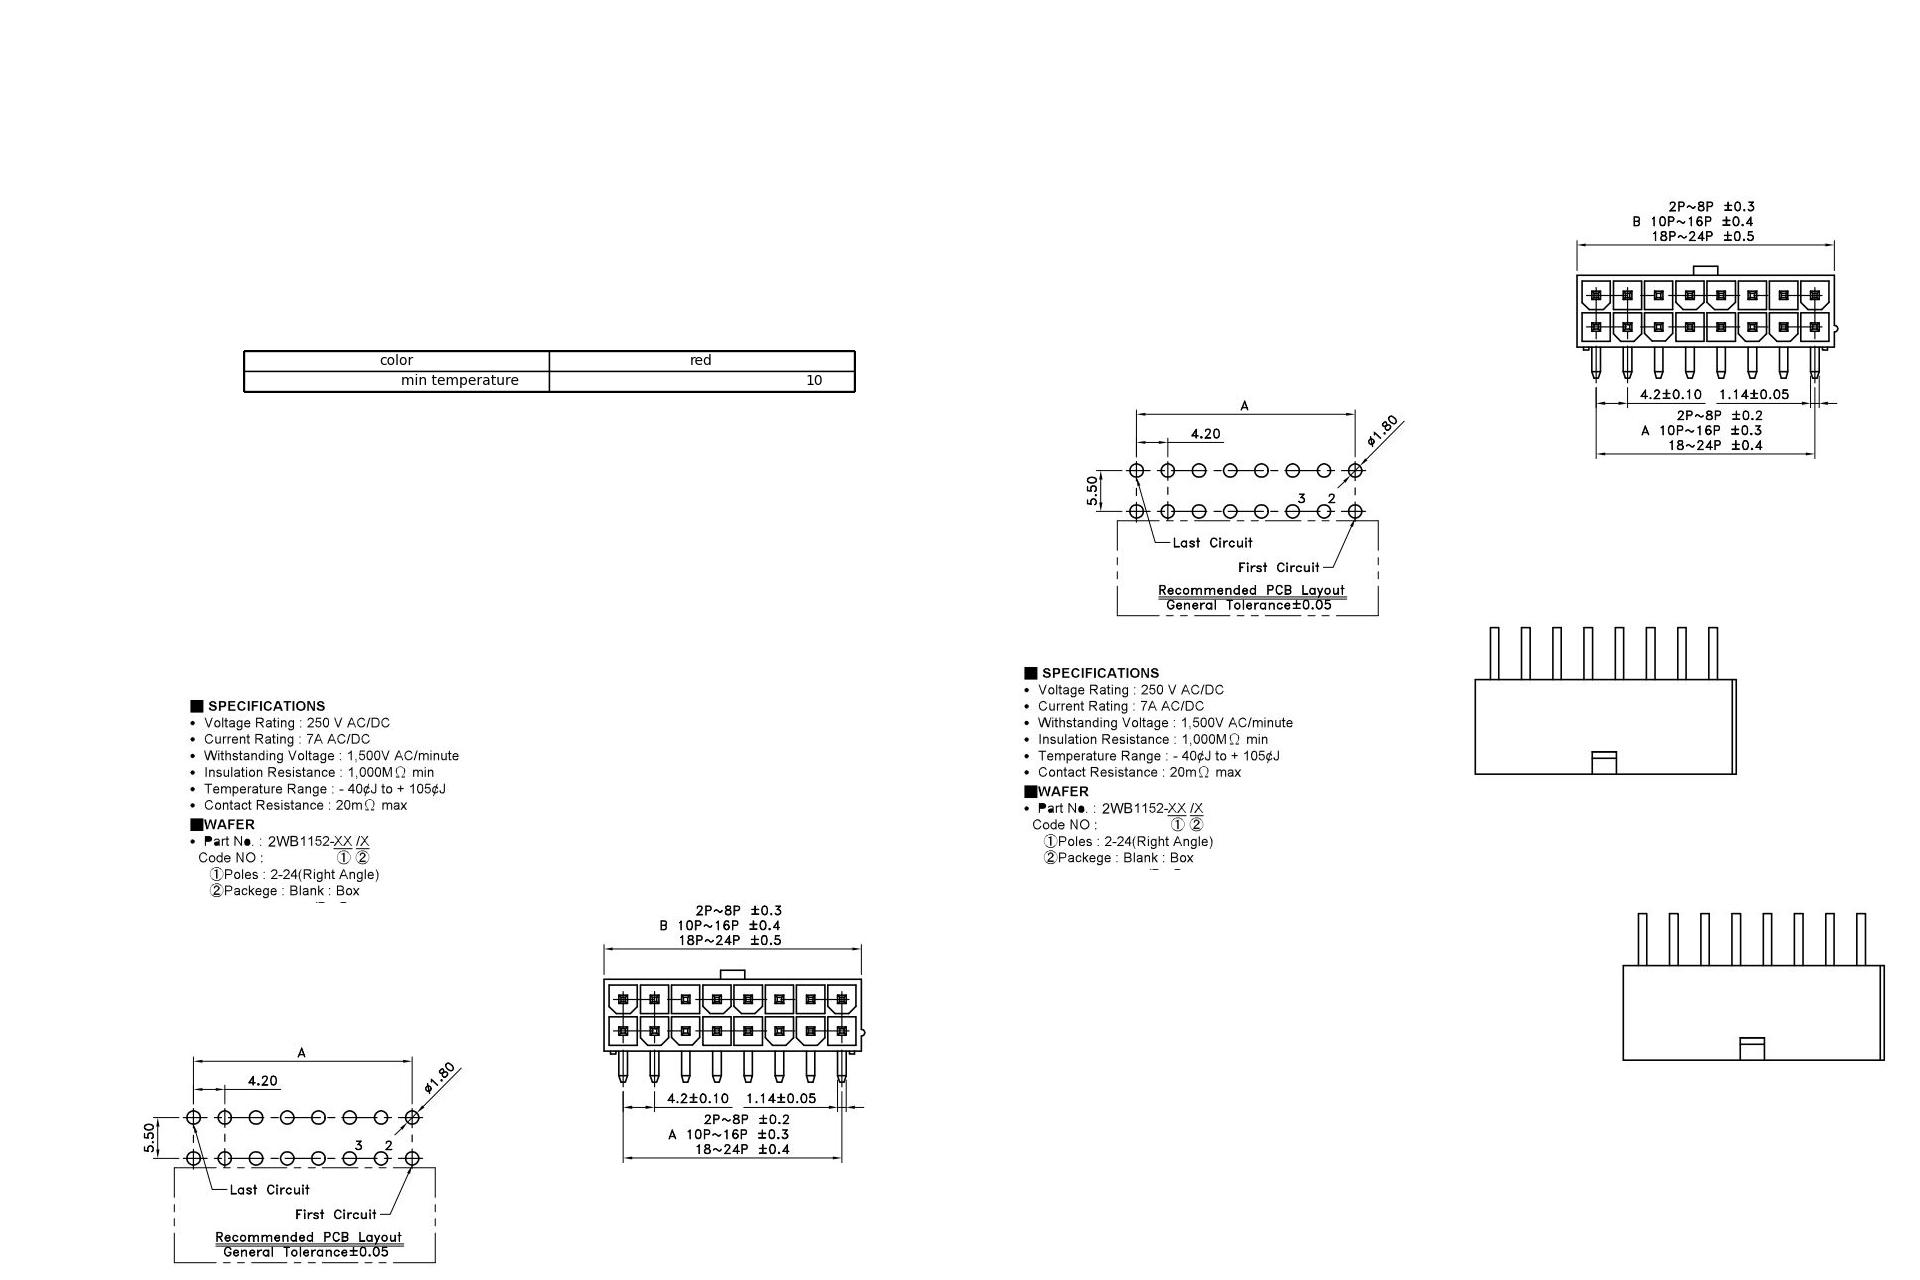 2P~8P ±0.3
B 10P~16P ±0.4
18P~24P ±0.5
4.2±0.10 1.14±0.05
2P~8P ±0.2
A 10P~16P ±0.3
18~24P ±0.4
color red
min temperature 10
A
4.20
ø1.80
5.50
3 2
Last Circuit
First Circuit
Recommended PCB Layout
General Tolerance±0.05
■ SPECIFICATIONS
• Voltage Rating : 250 V AC/DC
• Current Rating : 7A AC/DC
• Withstanding Voltage : 1,500V AC/minute
• Insulation Resistance : 1,000MΩ min
• Temperature Range : - 40¢J to + 105¢J
• Contact Resistance : 20mΩ max
■WAFER
• Part No. : 2WB1152-XX /X
Code NO : ① ②
①Poles : 2-24(Right Angle)
②Packege : Blank : Box
■ SPECIFICATIONS
• Voltage Rating : 250 V AC/DC
• Current Rating : 7A AC/DC
• Withstanding Voltage : 1,500V AC/minute
• Insulation Resistance : 1,000MΩ min
• Temperature Range : - 40¢J to + 105¢J
• Contact Resistance : 20mΩ max
■WAFER
• Part No. : 2WB1152-XX /X
Code NO : ① ②
①Poles : 2-24(Right Angle)
②Packege : Blank : Box
2P~8P ±0.3
B 10P~16P ±0.4
18P~24P ±0.5
4.2±0.10 1.14±0.05
2P~8P ±0.2
A 10P~16P ±0.3
18~24P ±0.4
A
4.20
ø1.80
5.50
3 2
Last Circuit
First Circuit
Recommended PCB Layout
General Tolerance±0.05